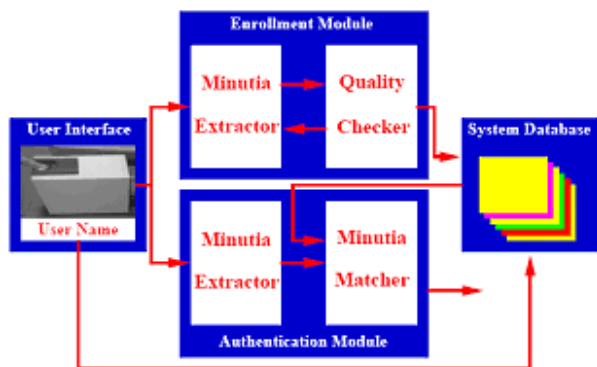 Enrollment Module
Minutia
Extractor
Quality
Checker
User Interface
User Name
System Database
Minutia
Extractor
Minutia
Matcher
Authentication Module